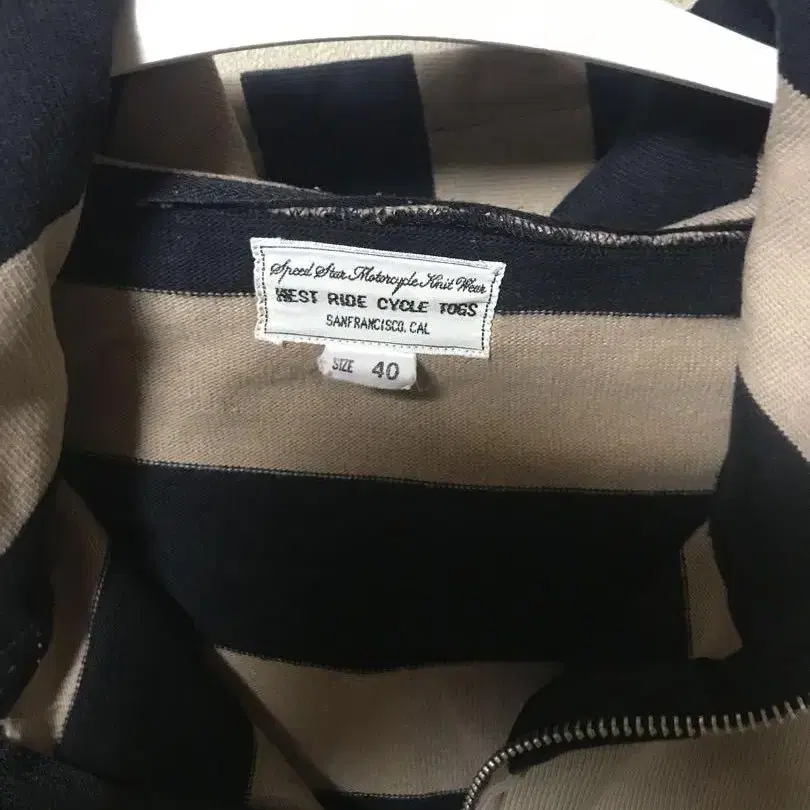 Speed Star Motorcycle Knit Wear
WEST RIDE CYCLE TOGS
SANFRANCISCO. CAL
SIZE 40